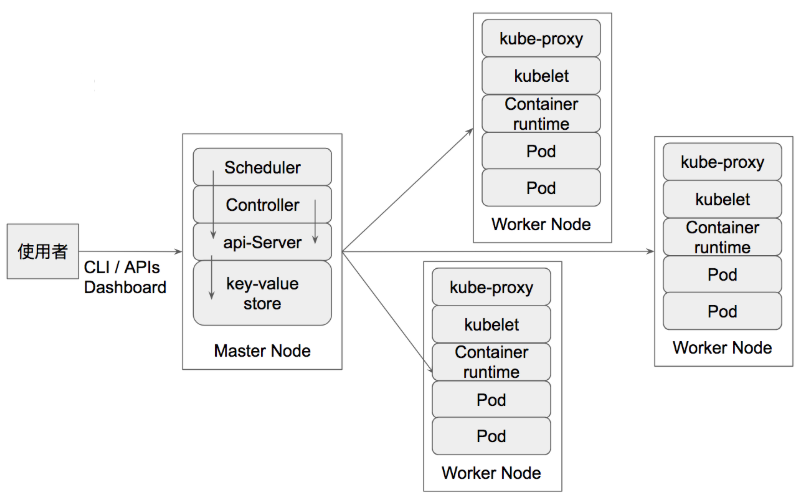 使用者
CLI / APIs
Dashboard
Scheduler
Controller
api-Server
key-value
store
Master Node
kube-proxy
kubelet
Container
runtime
Pod
Pod
Worker Node
kube-proxy
kubelet
Container
runtime
Pod
Pod
Worker Node
kube-proxy
kubelet
Container
runtime
Pod
Pod
Worker Node